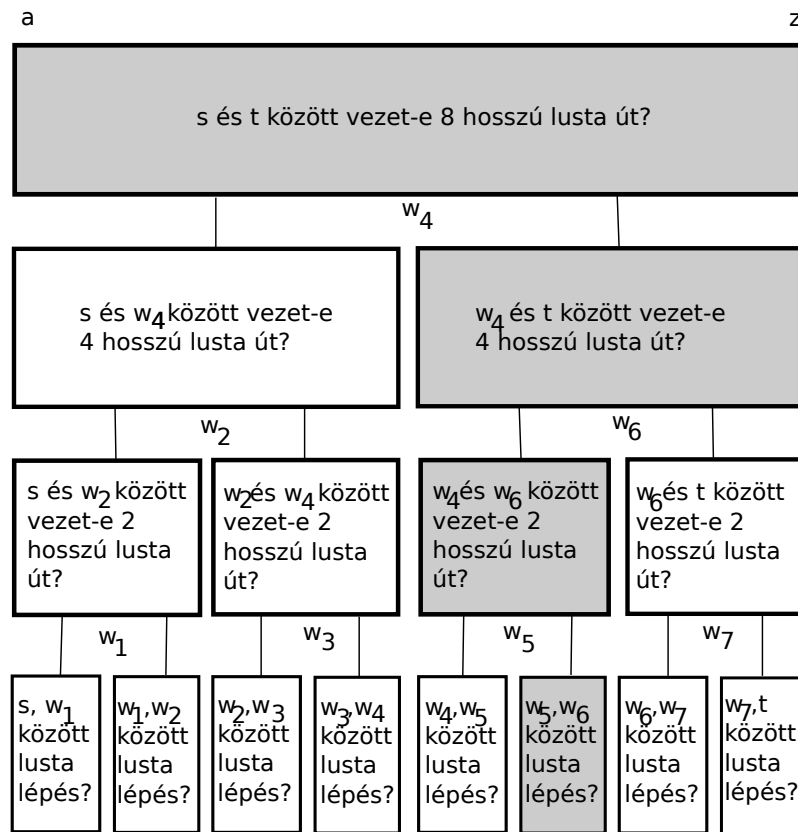 a z
s és t között vezet-e 8 hosszú lusta út?
w4
s és w4 között vezet-e
4 hosszú lusta út?
w4 és t között vezet-e
4 hosszú lusta út?
w2
w6
s és w2 között
vezet-e 2
hosszú lusta
út?
w2 és w4 között
vezet-e 2
hosszú lusta
út?
w4 és w6 között
vezet-e 2
hosszú lusta
út?
w6 és t között
vezet-e 2
hosszú lusta
út?
w1
w3
w5
w7
s, w1
között
lusta
lépés?
w1,w2
között
lusta
lépés?
w2,w3
között
lusta
lépés?
w3,w4
között
lusta
lépés?
w4,w5
között
lusta
lépés?
w5,w6
között
lusta
lépés?
w6,w7
között
lusta
lépés?
w7,t
között
lusta
lépés?